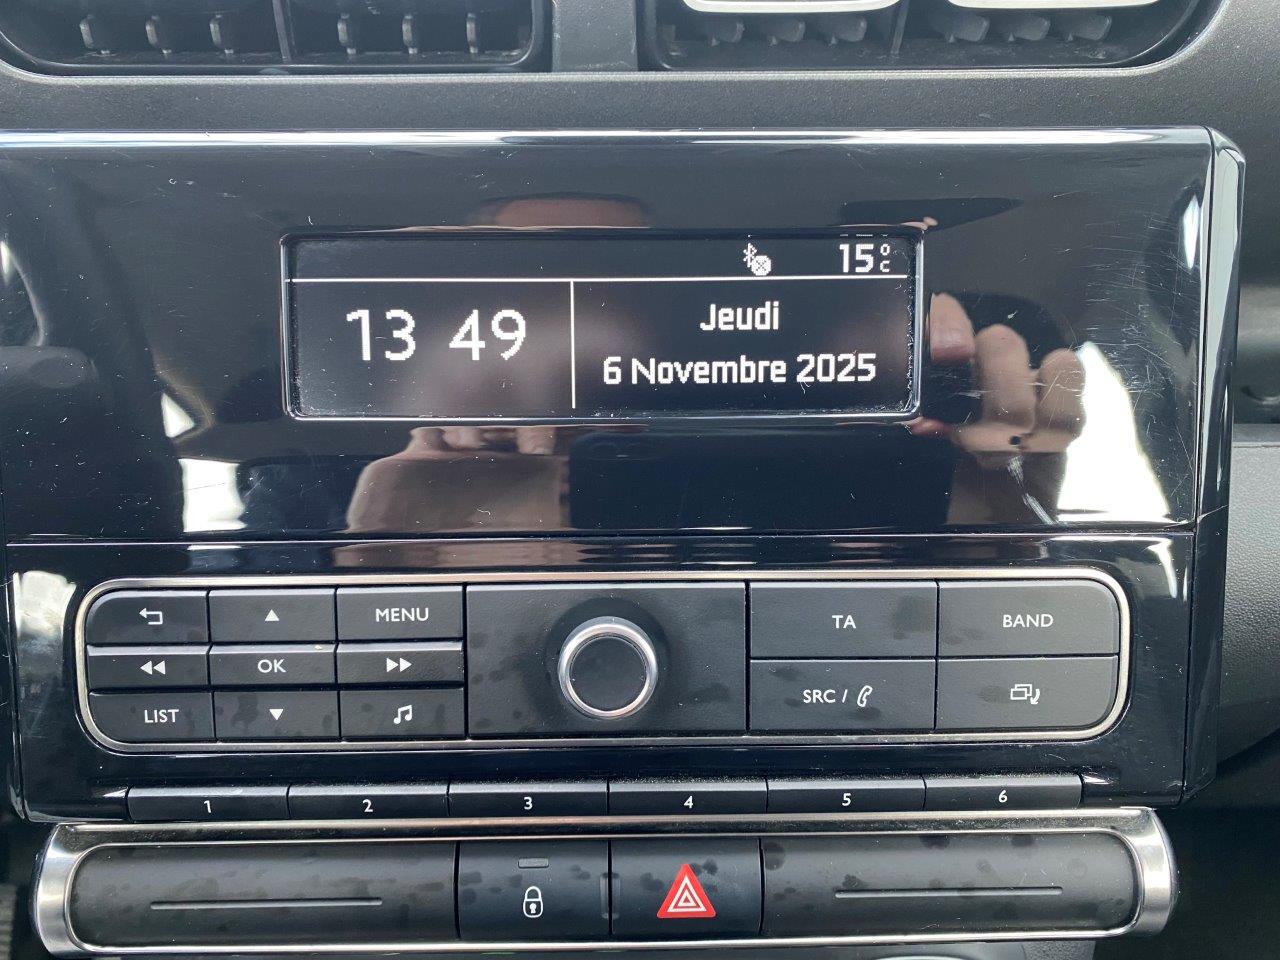 15°C
13 49
Jeudi
6 Novembre 2025
MENU
OK
LIST
TA
BAND
SRC /
1 2 3 4 5 6